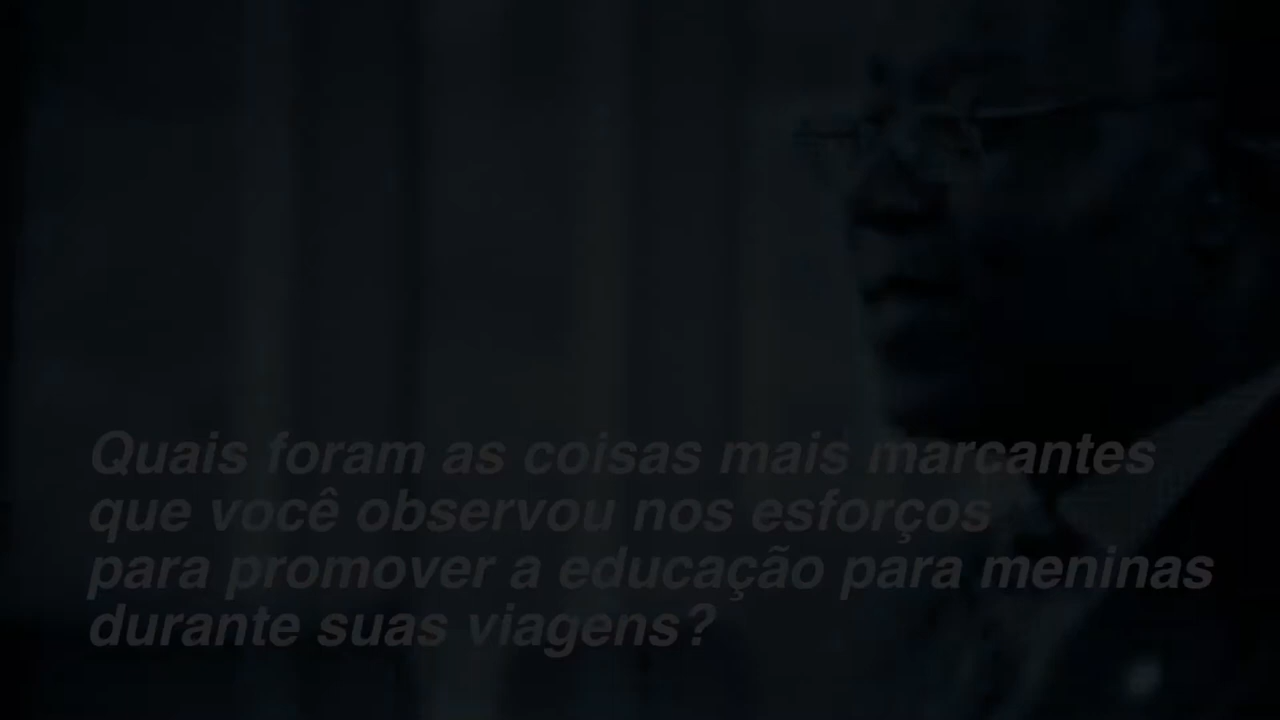 Quais foram as coisas mais marcantes
que você observou nos esforços
para promover a educação para meninas
durante suas viagens?